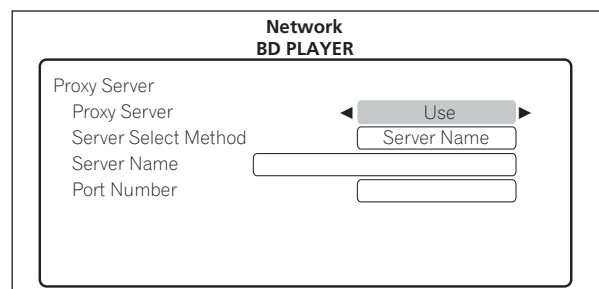 Network
BD PLAYER
Proxy Server
Proxy Server Use
Server Select Method Server Name
Server Name
Port Number